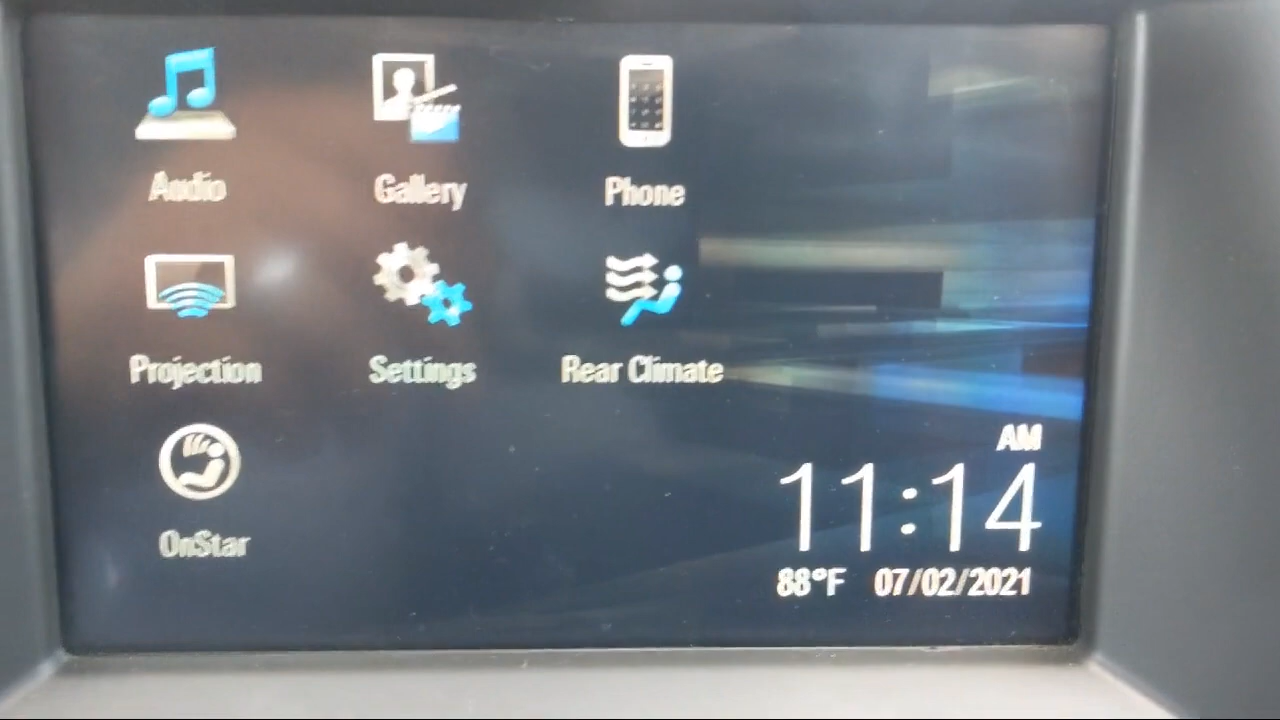 Audio
Gallery
Phone
Projection
Settings
Rear Climate
OnStar
AM
11:14
88°F 07/02/2021